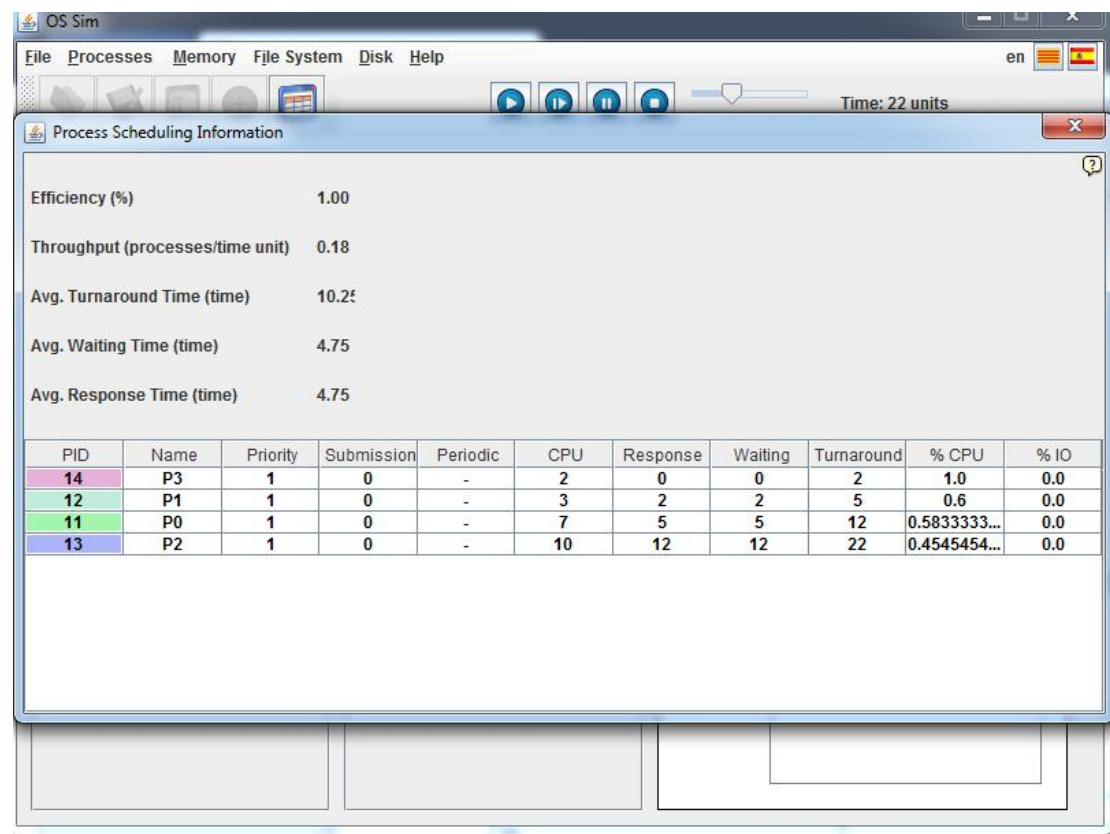 OS Sim
File Processes Memory File System Disk Help en
Time: 22 units
Process Scheduling Information
Efficiency (%) 1.00
Throughput (processes/time unit) 0.18
Avg. Turnaround Time (time) 10.25
Avg. Waiting Time (time) 4.75
Avg. Response Time (time) 4.75
PID Name Priority Submission Periodic CPU Response Waiting Turnaround % CPU % IO
14 P3 1 0 - 2 0 0 2 1.0 0.0
12 P1 1 0 - 3 2 2 5 0.6 0.0
11 P0 1 0 - 7 5 5 12 0.5833333... 0.0
13 P2 1 0 - 10 12 12 22 0.4545454... 0.0